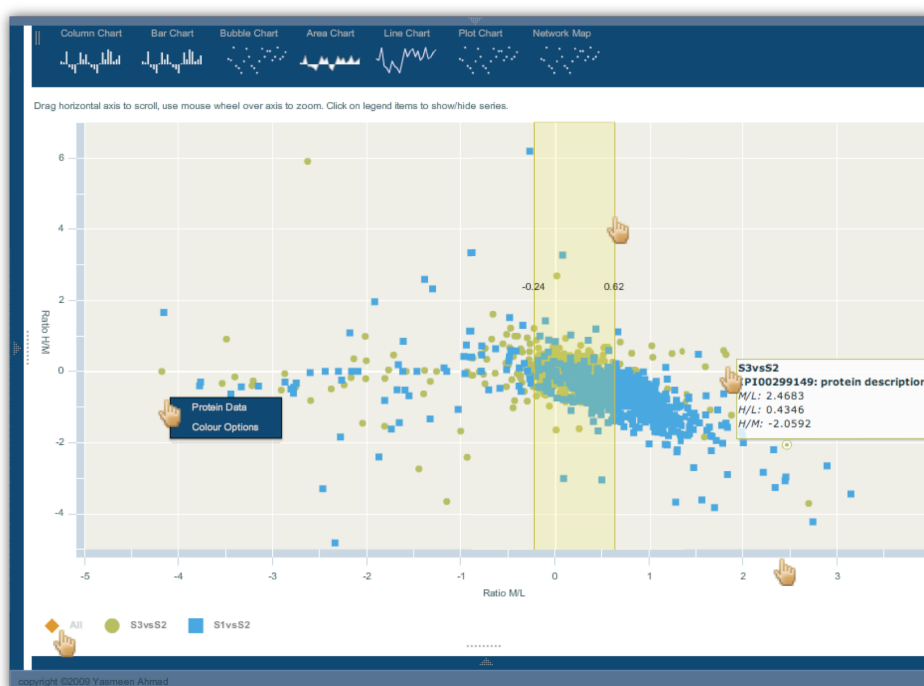 Column Chart Bar Chart Bubble Chart Area Chart Line Chart Plot Chart Network Map
Drag horizontal axis to scroll, use mouse wheel over axis to zoom. Click on legend items to show/hide series.
6
4
-0.24 0.62
2
Ratio H/M
0
S3vsS2
IPI00299149: protein description
M/L: 2.4683
H/L: 0.4346
H/M: -2.0592
Protein Data
Colour Options
-2
-4
-5 -4 -3 -2 -1 0 1 2 3
Ratio M/L
All S3vsS2 S1vsS2
copyright ©2009 Yasmeen Ahmad